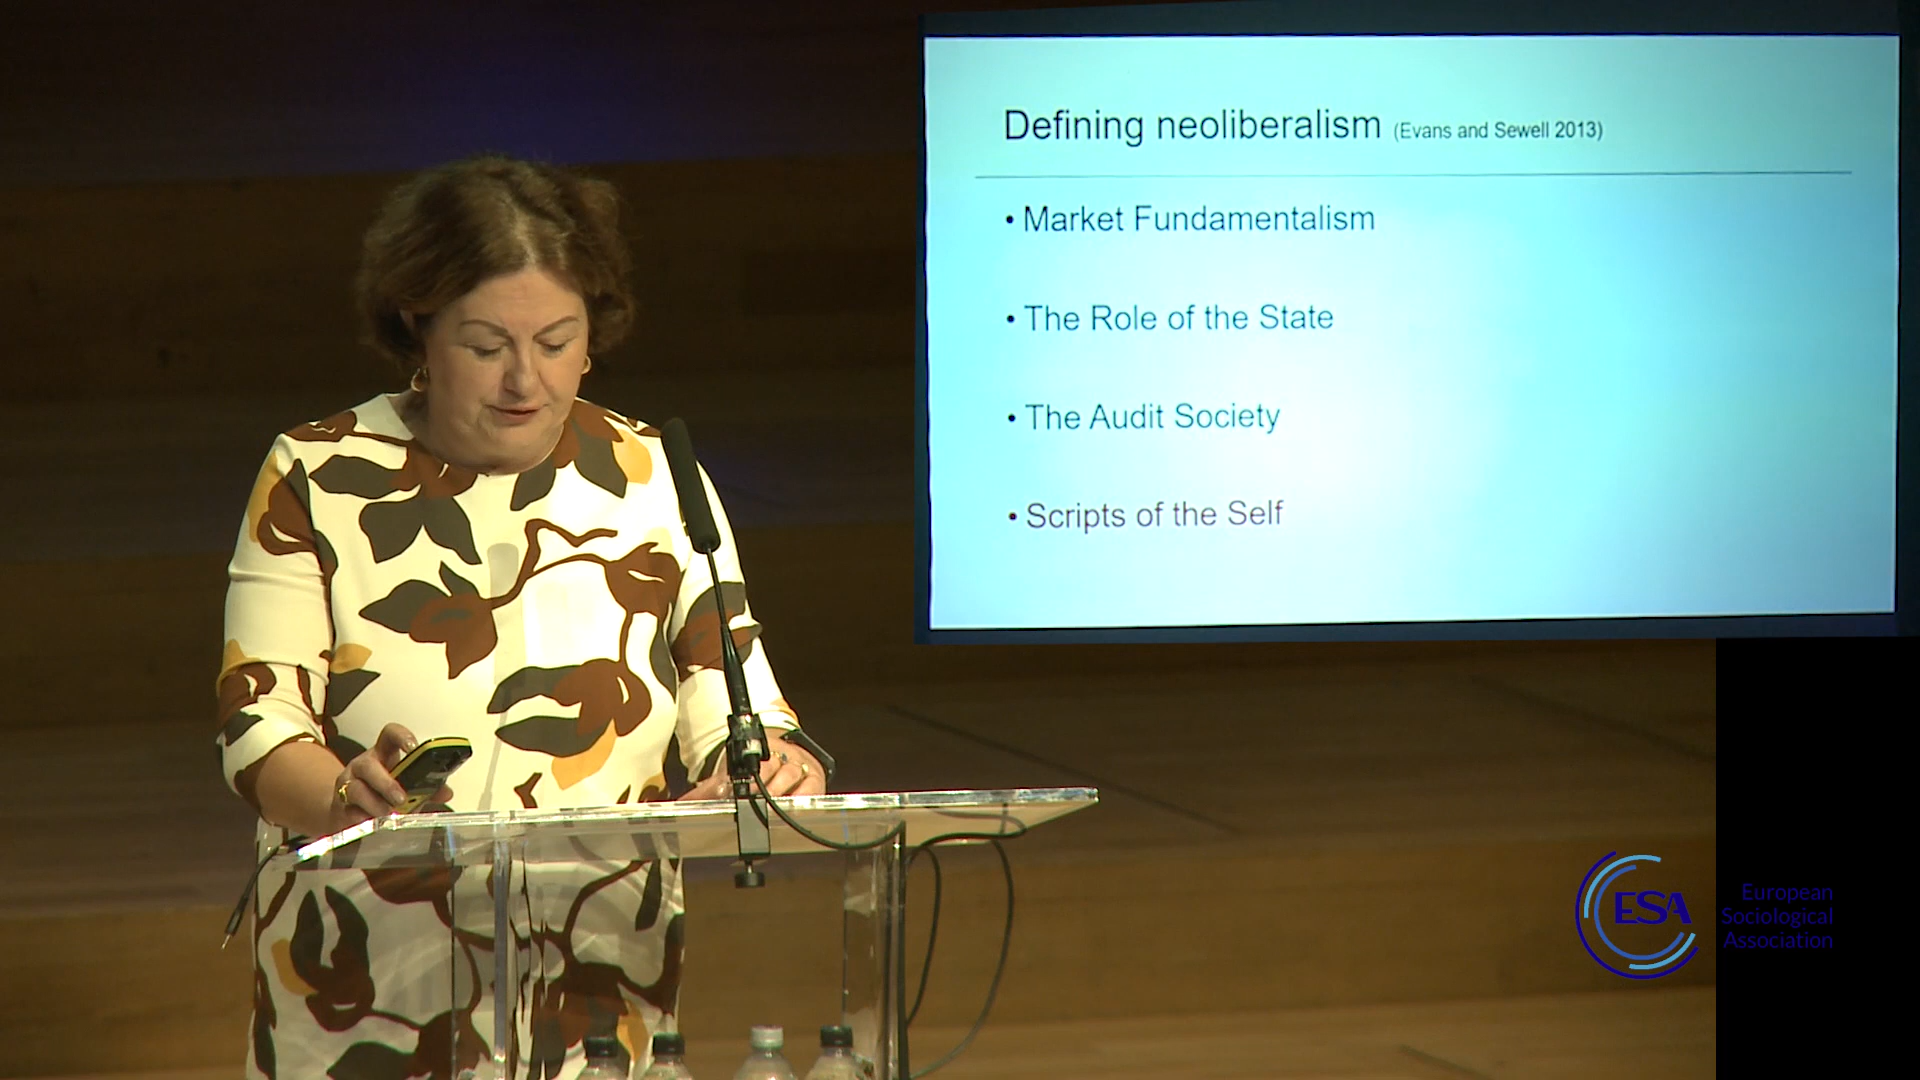 Defining neoliberalism (Evans and Sewell 2013)
• Market Fundamentalism
• The Role of the State
• The Audit Society
• Scripts of the Self
ESA
European
Sociological
Association